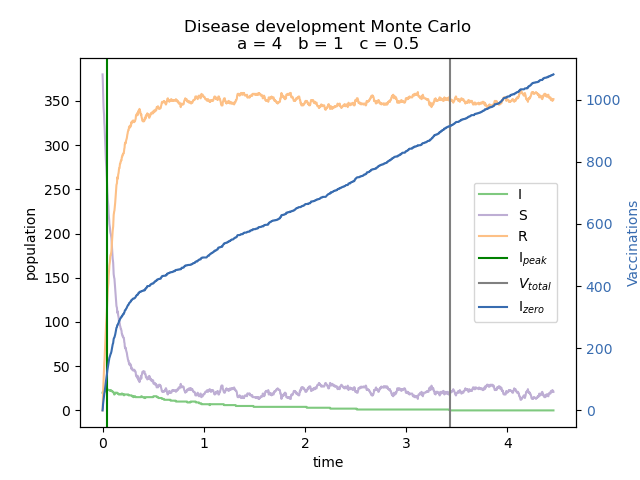 Disease development Monte Carlo
a = 4 b = 1 c = 0.5
350
300
250
200
150
100
50
0
population
0 1 2 3 4
time
1000
800
600
400
200
0
Vaccinations
I
S
R
I_peak
V_total
I_zero